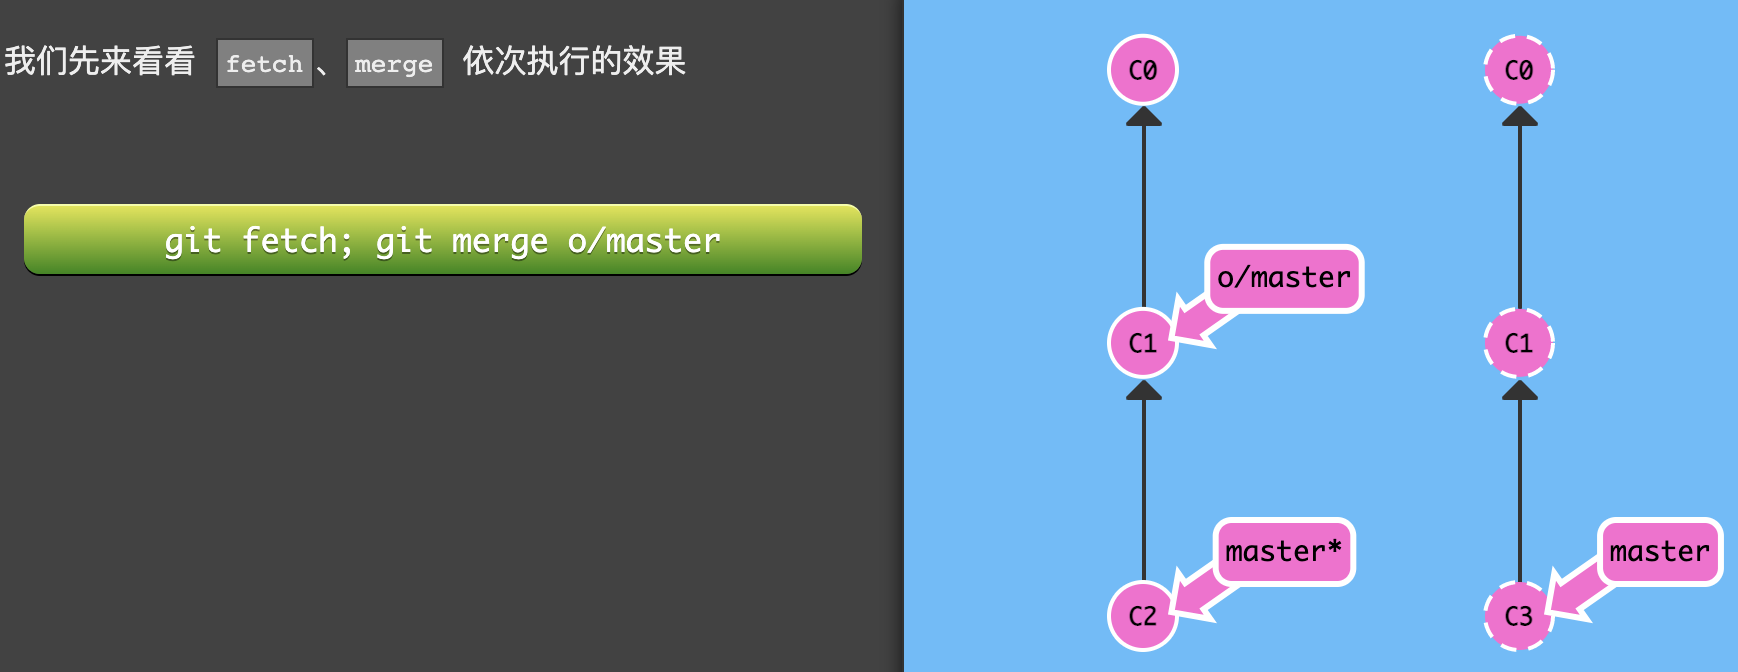 我们先来看看 fetch、merge 依次执行的效果
git fetch; git merge o/master
C0
C0
o/master
C1
C1
master*
master
C2
C3